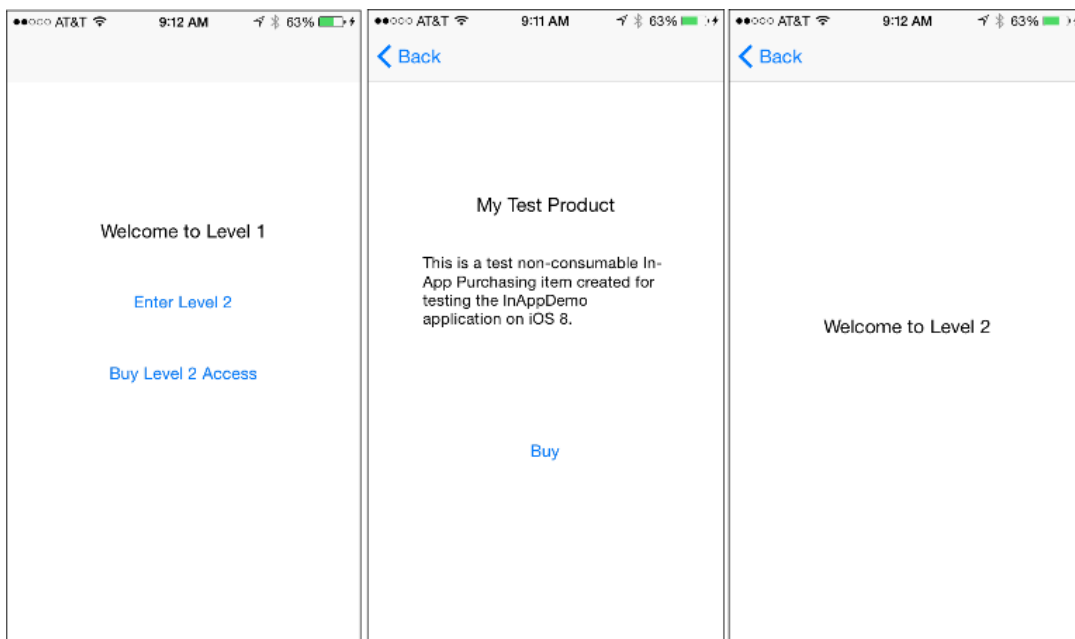 AT&T 9:12 AM 63%
Welcome to Level 1
Enter Level 2
Buy Level 2 Access
AT&T 9:11 AM 63%
Back
My Test Product
This is a test non-consumable In-
App Purchasing item created for
testing the InAppDemo
application on iOS 8.
Buy
AT&T 9:12 AM 63%
Back
Welcome to Level 2